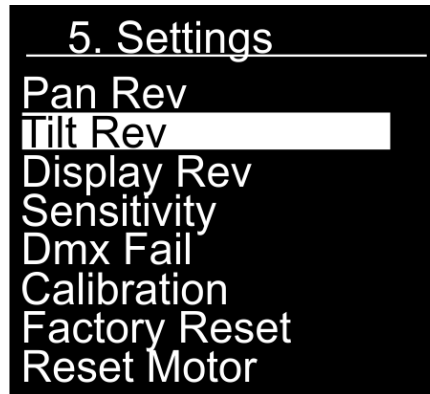 5. Settings
Pan Rev
Tilt Rev
Display Rev
Sensitivity
Dmx Fail
Calibration
Factory Reset
Reset Motor